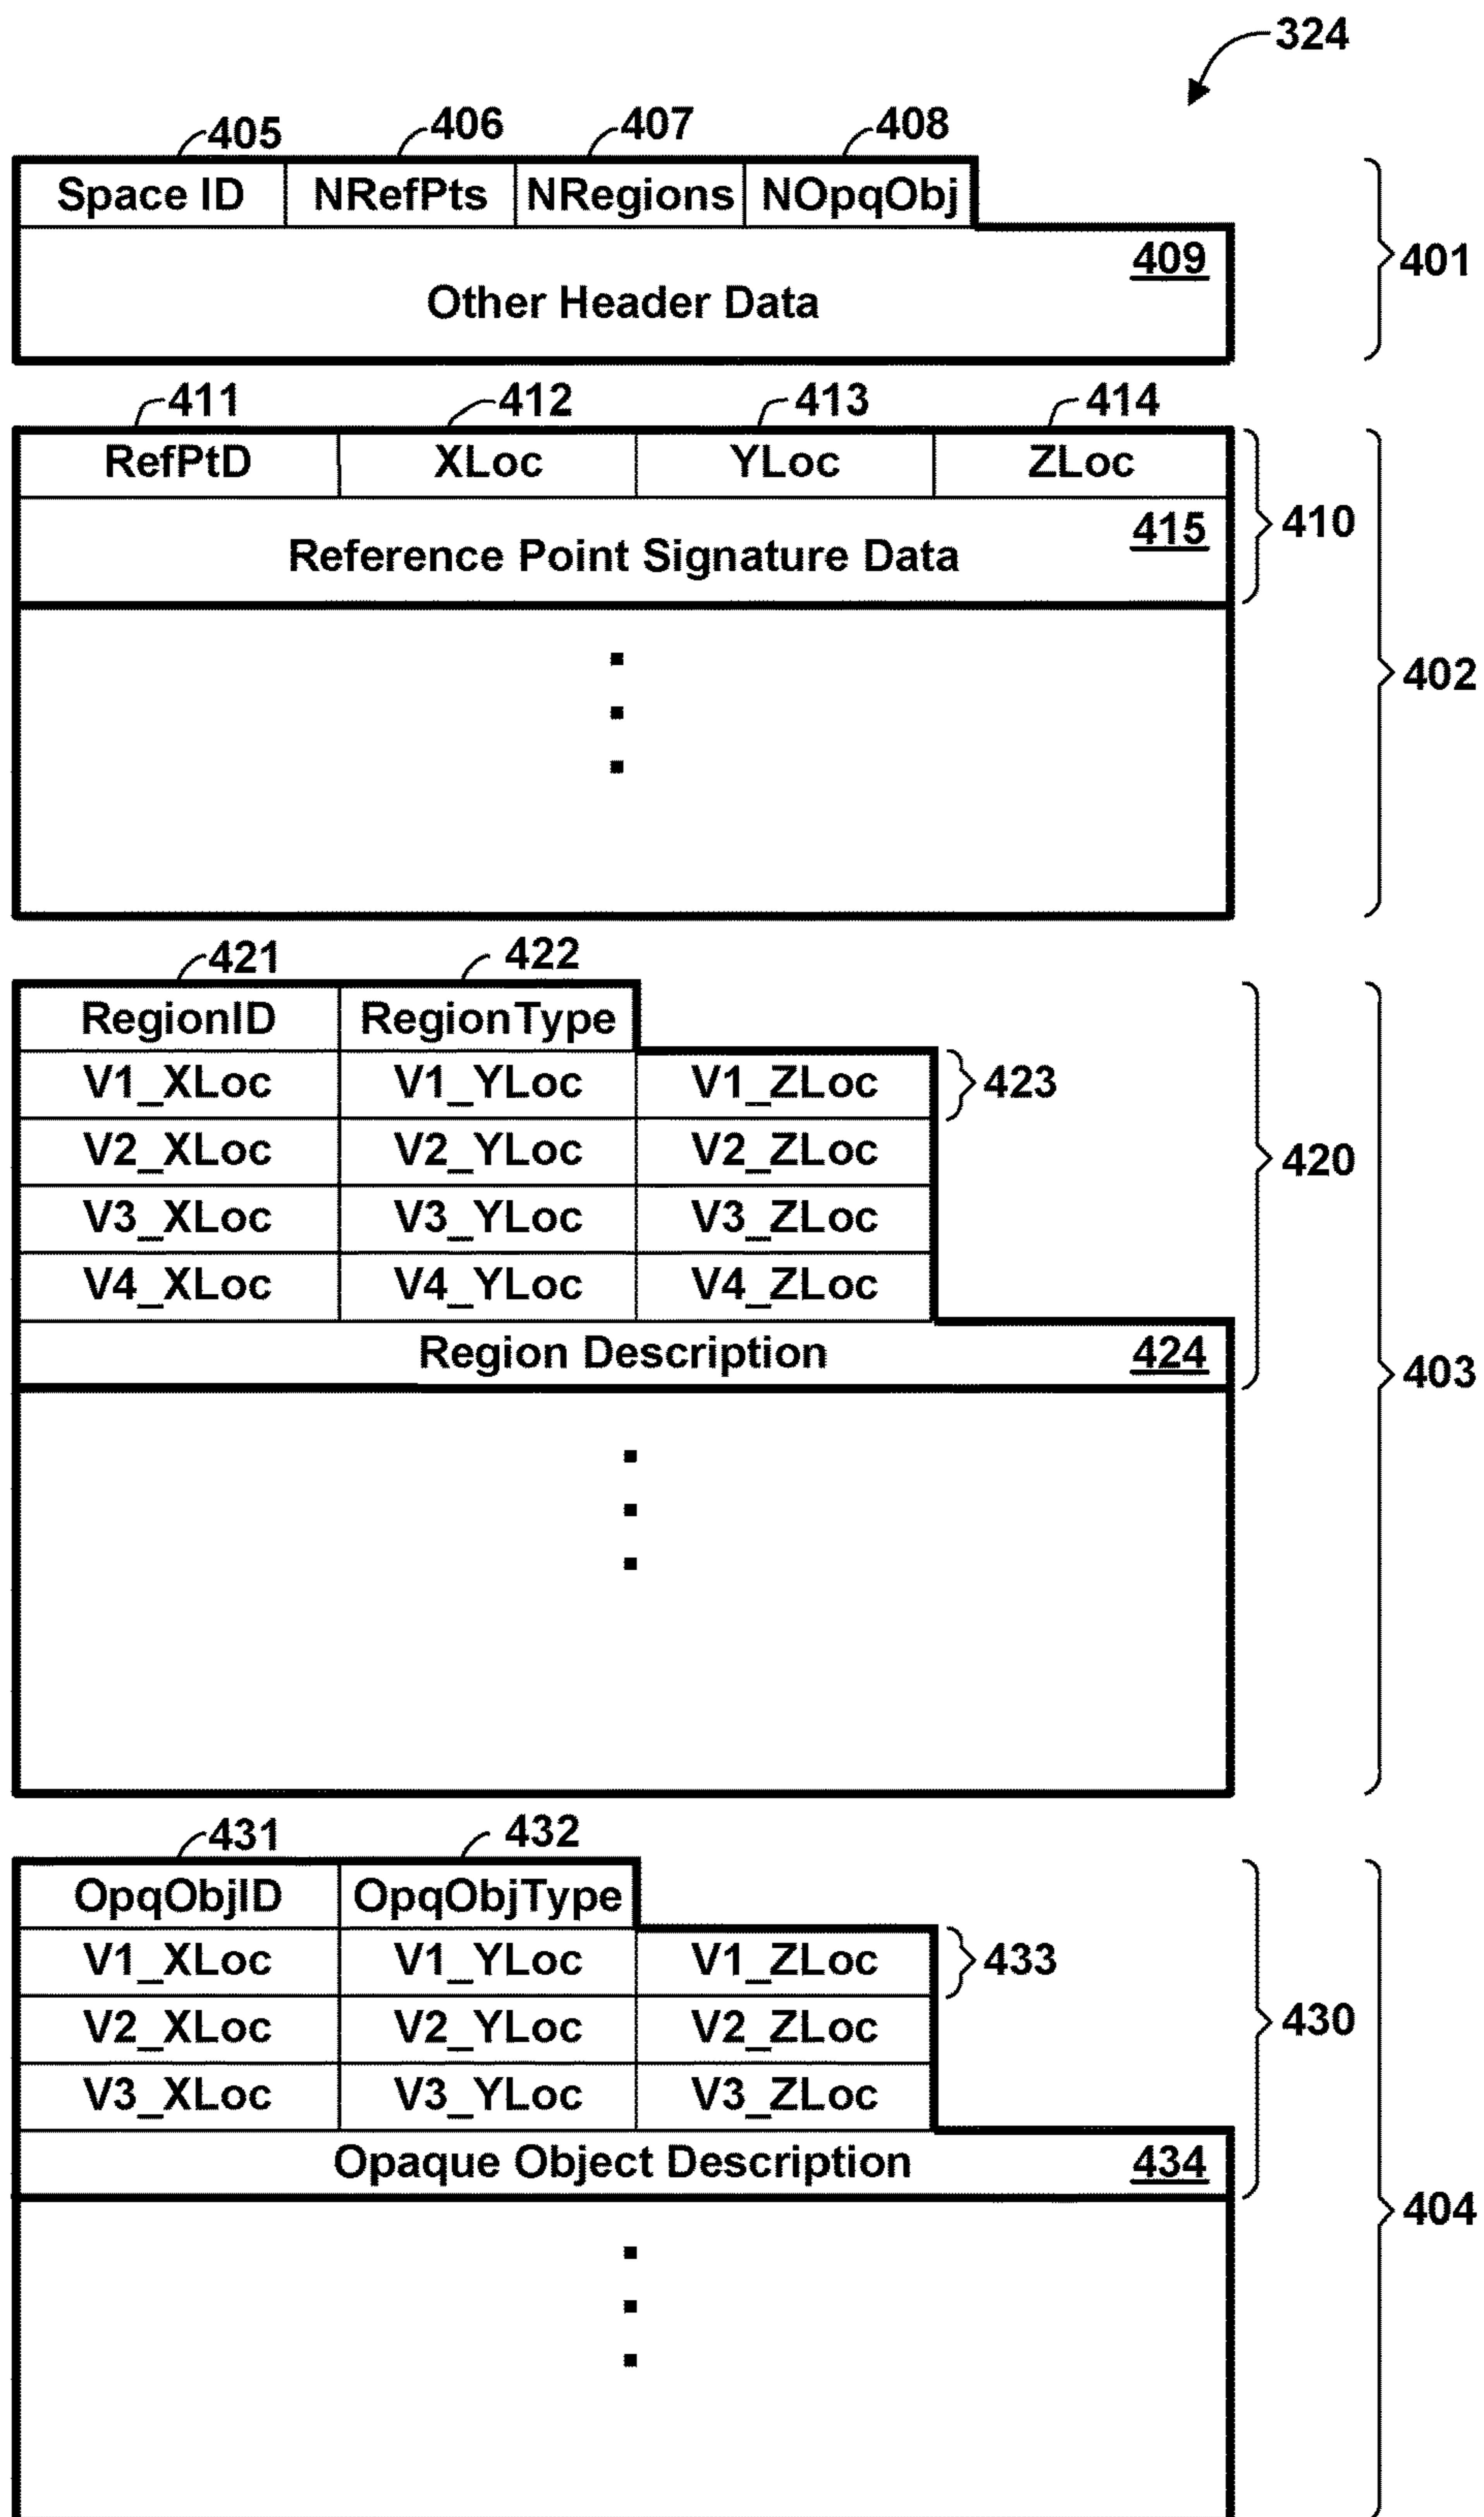 324
405 406 407 408
Space ID NRefPts NRegions NOpqObj
409
401
Other Header Data
411 412 413 414
RefPtD XLoc YLoc ZLoc
415
410
Reference Point Signature Data
402
421 422
RegionID RegionType
V1_XLoc V1_YLoc V1_ZLoc 423
V2_XLoc V2_YLoc V2_ZLoc 420
V3_XLoc V3_YLoc V3_ZLoc
V4_XLoc V4_YLoc V4_ZLoc
Region Description 424
403
431 432
OpqObjID OpqObjType
V1_XLoc V1_YLoc V1_ZLoc 433
V2_XLoc V2_YLoc V2_ZLoc 430
V3_XLoc V3_YLoc V3_ZLoc
Opaque Object Description 434
404